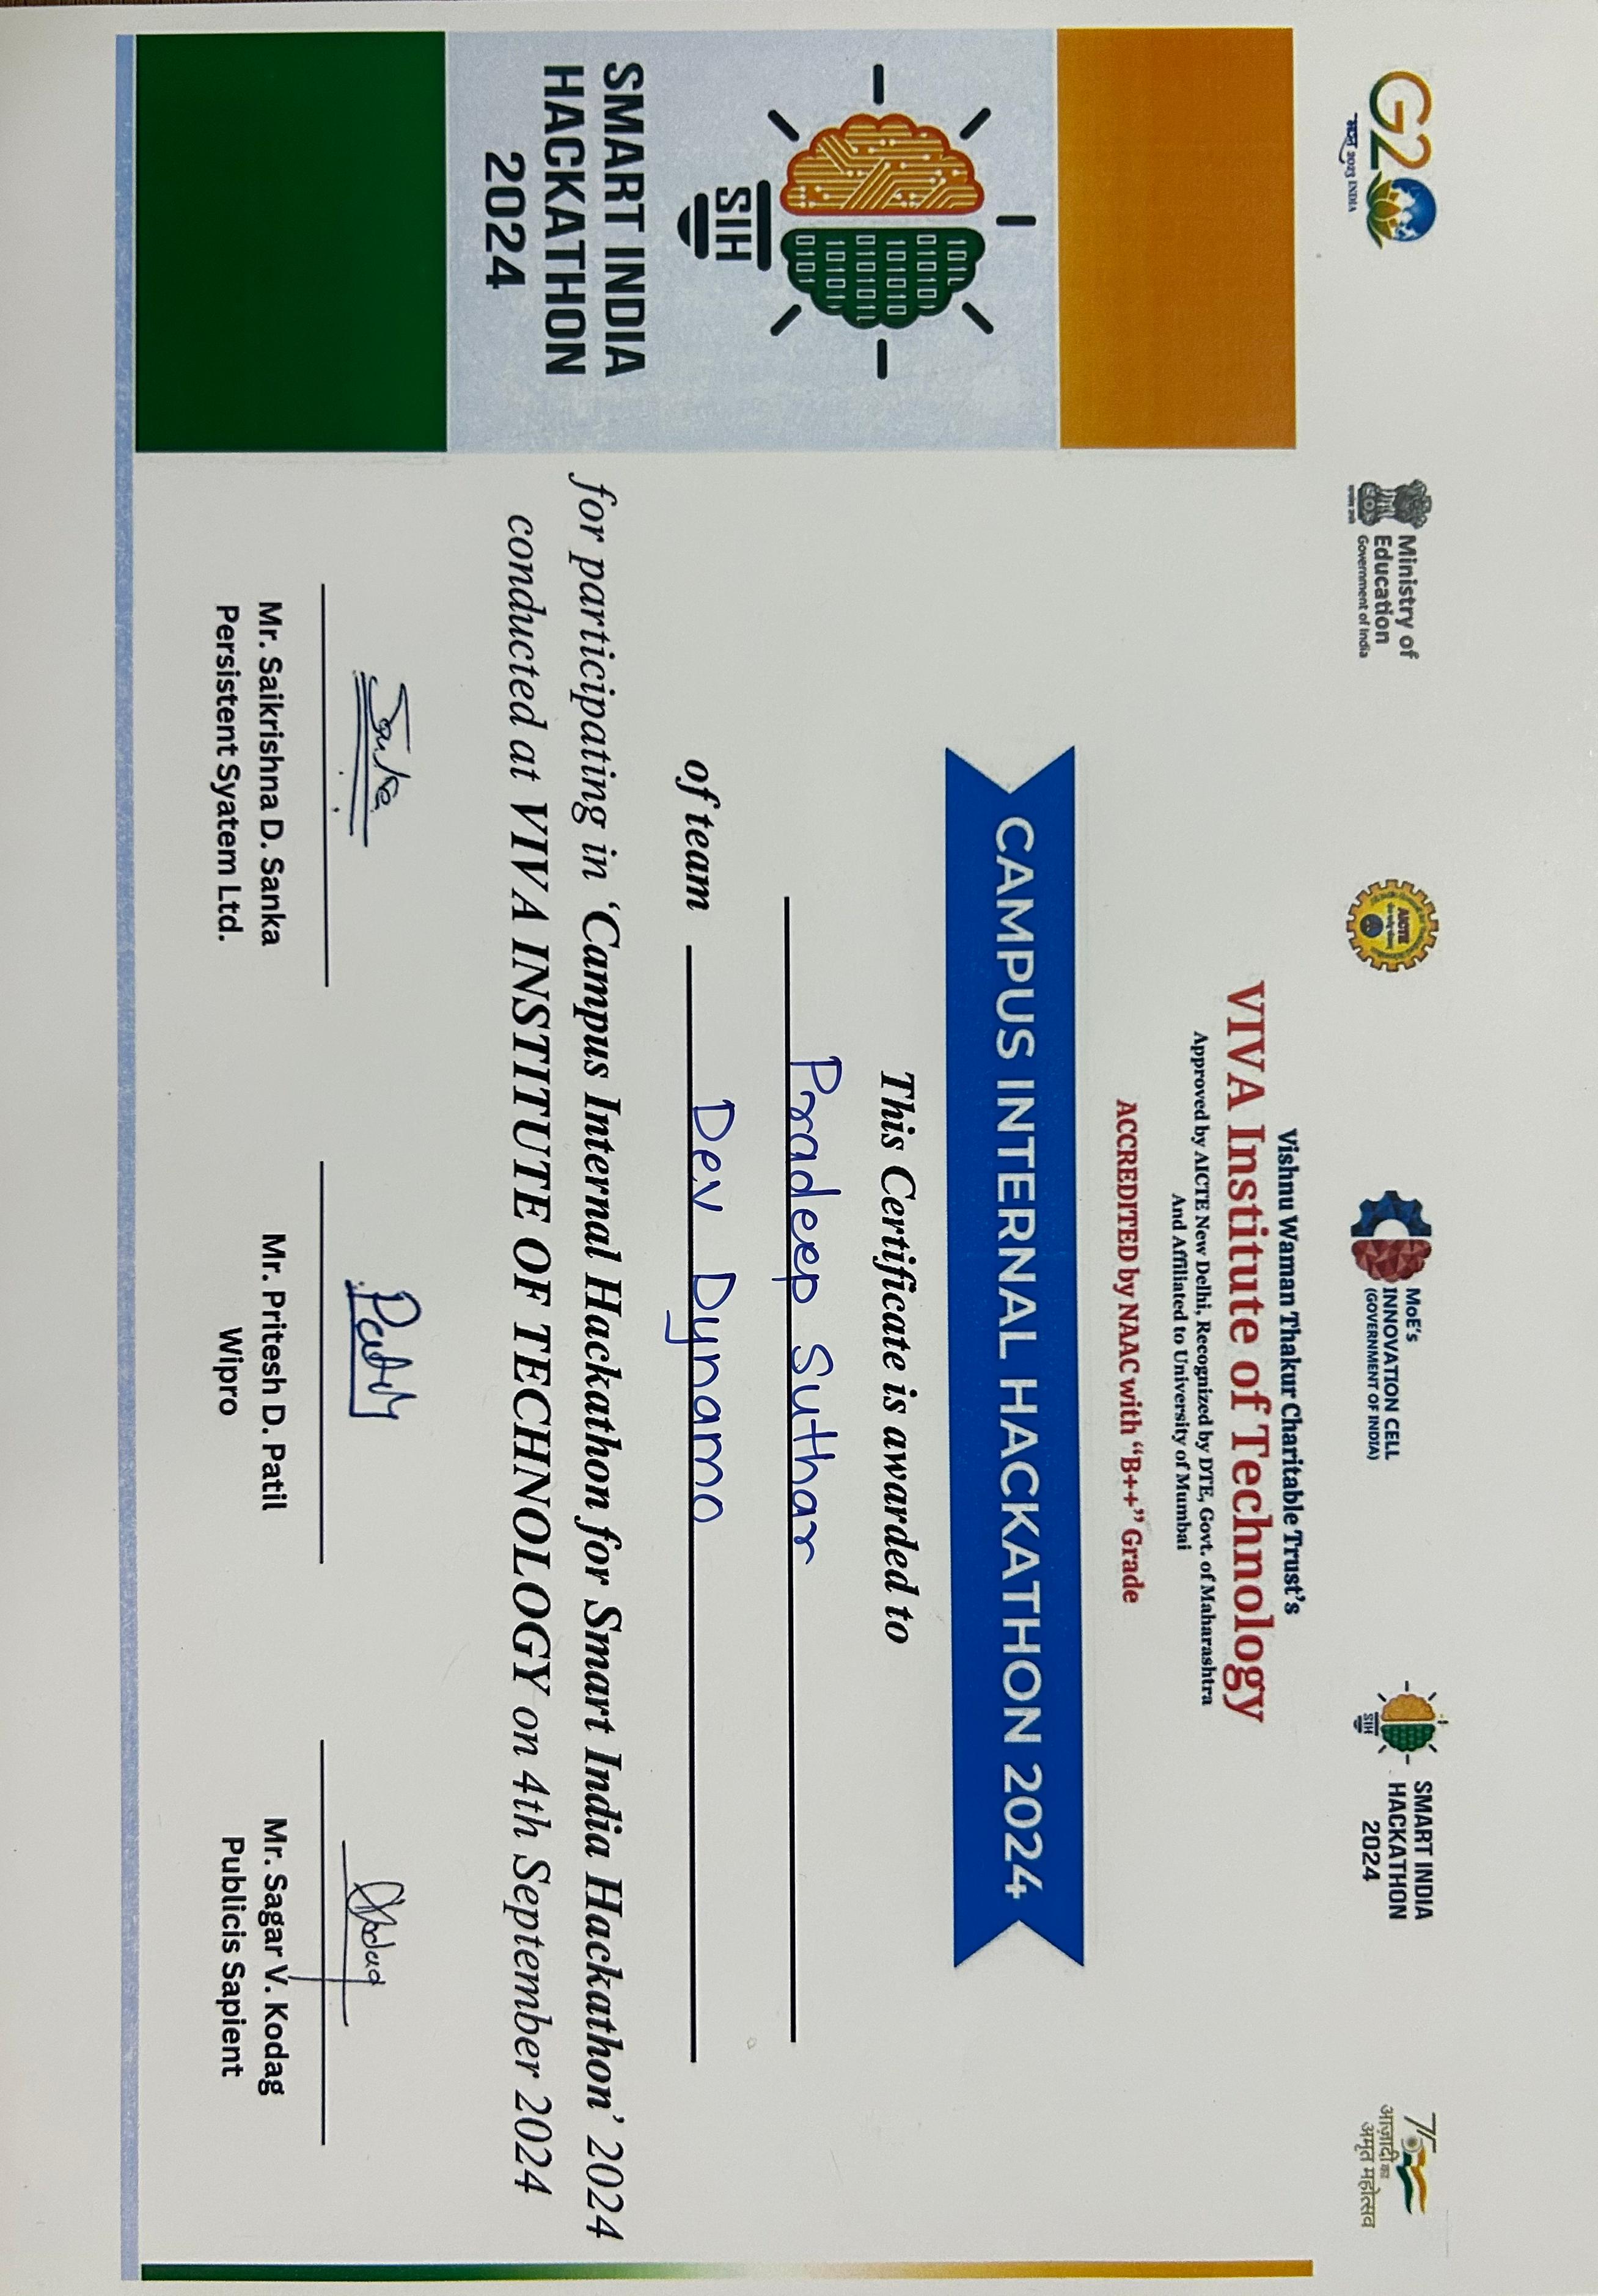 G20
भारत 2023 INDIA
Ministry of
Education
Government of India
सत्यमेव जयते
AICTE
MoE's
INNOVATION CELL
(GOVERNMENT OF INDIA)
SIH
SMART INDIA
HACKATHON
2024
75
आज़ादी का
अमृत महोत्सव
Vishnu Waman Thakur Charitable Trust's
VIVA Institute of Technology
Approved by AICTE New Delhi, Recognized by DTE, Govt. of Maharashtra
And Affiliated to University of Mumbai
ACCREDITED by NAAC with “B++” Grade
CAMPUS INTERNAL HACKATHON 2024
This Certificate is awarded to
Pradeep Suthar
of team Dev Dynamo
for participating in ‘Campus Internal Hackathon for Smart India Hackathon’ 2024
conducted at VIVA INSTITUTE OF TECHNOLOGY on 4th September 2024
101
010101
101010
010101
10101
0101
SIH
SMART INDIA
HACKATHON
2024
Sanka
Patil
Kodag
Mr. Saikrishna D. Sanka
Persistent Syatem Ltd.
Mr. Pritesh D. Patil
Wipro
Mr. Sagar V. Kodag
Publicis Sapient